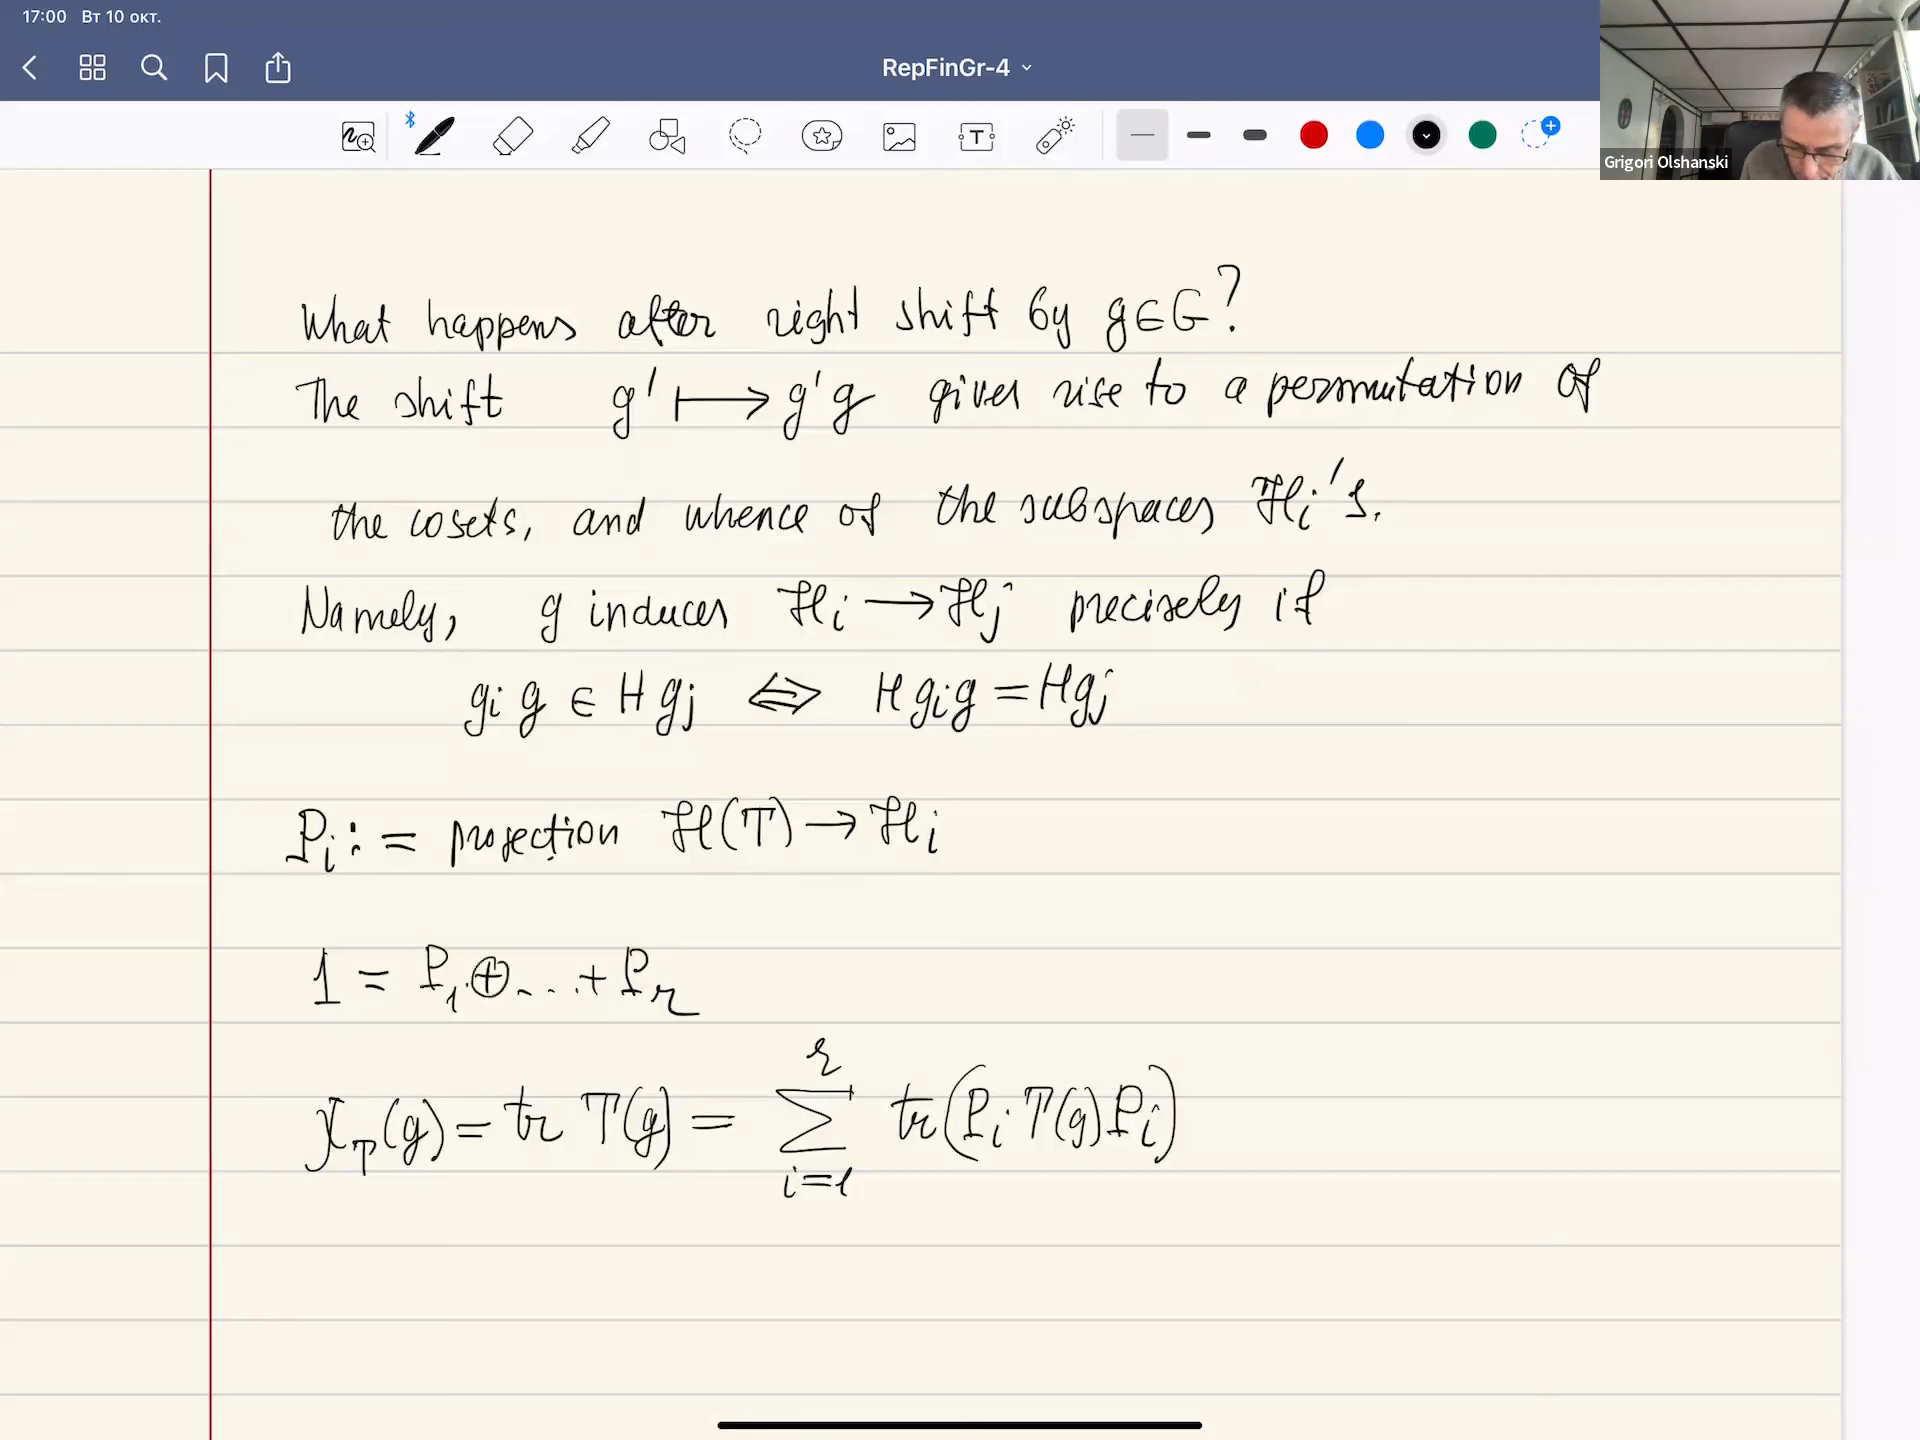 17:00 Вт 10 окт.
RepFinGr-4
Grigori Olshanski
What happens after right shift by g∈G?
The shift g' ⟼ g'g gives rise to a permutation of
the cosets, and whence of the subspaces ℋi's.
Namely, g induces ℋi → ℋj precisely if
gi g ∈ H gj ⇔ H gi g = H gj
Pi := projection ℋ(T) → ℋi
1 = P1 ⊕ ... + Pr
χT(g) = tr T(g) = ∑_{i=1}^{r} tr(Pi T(g) Pi)